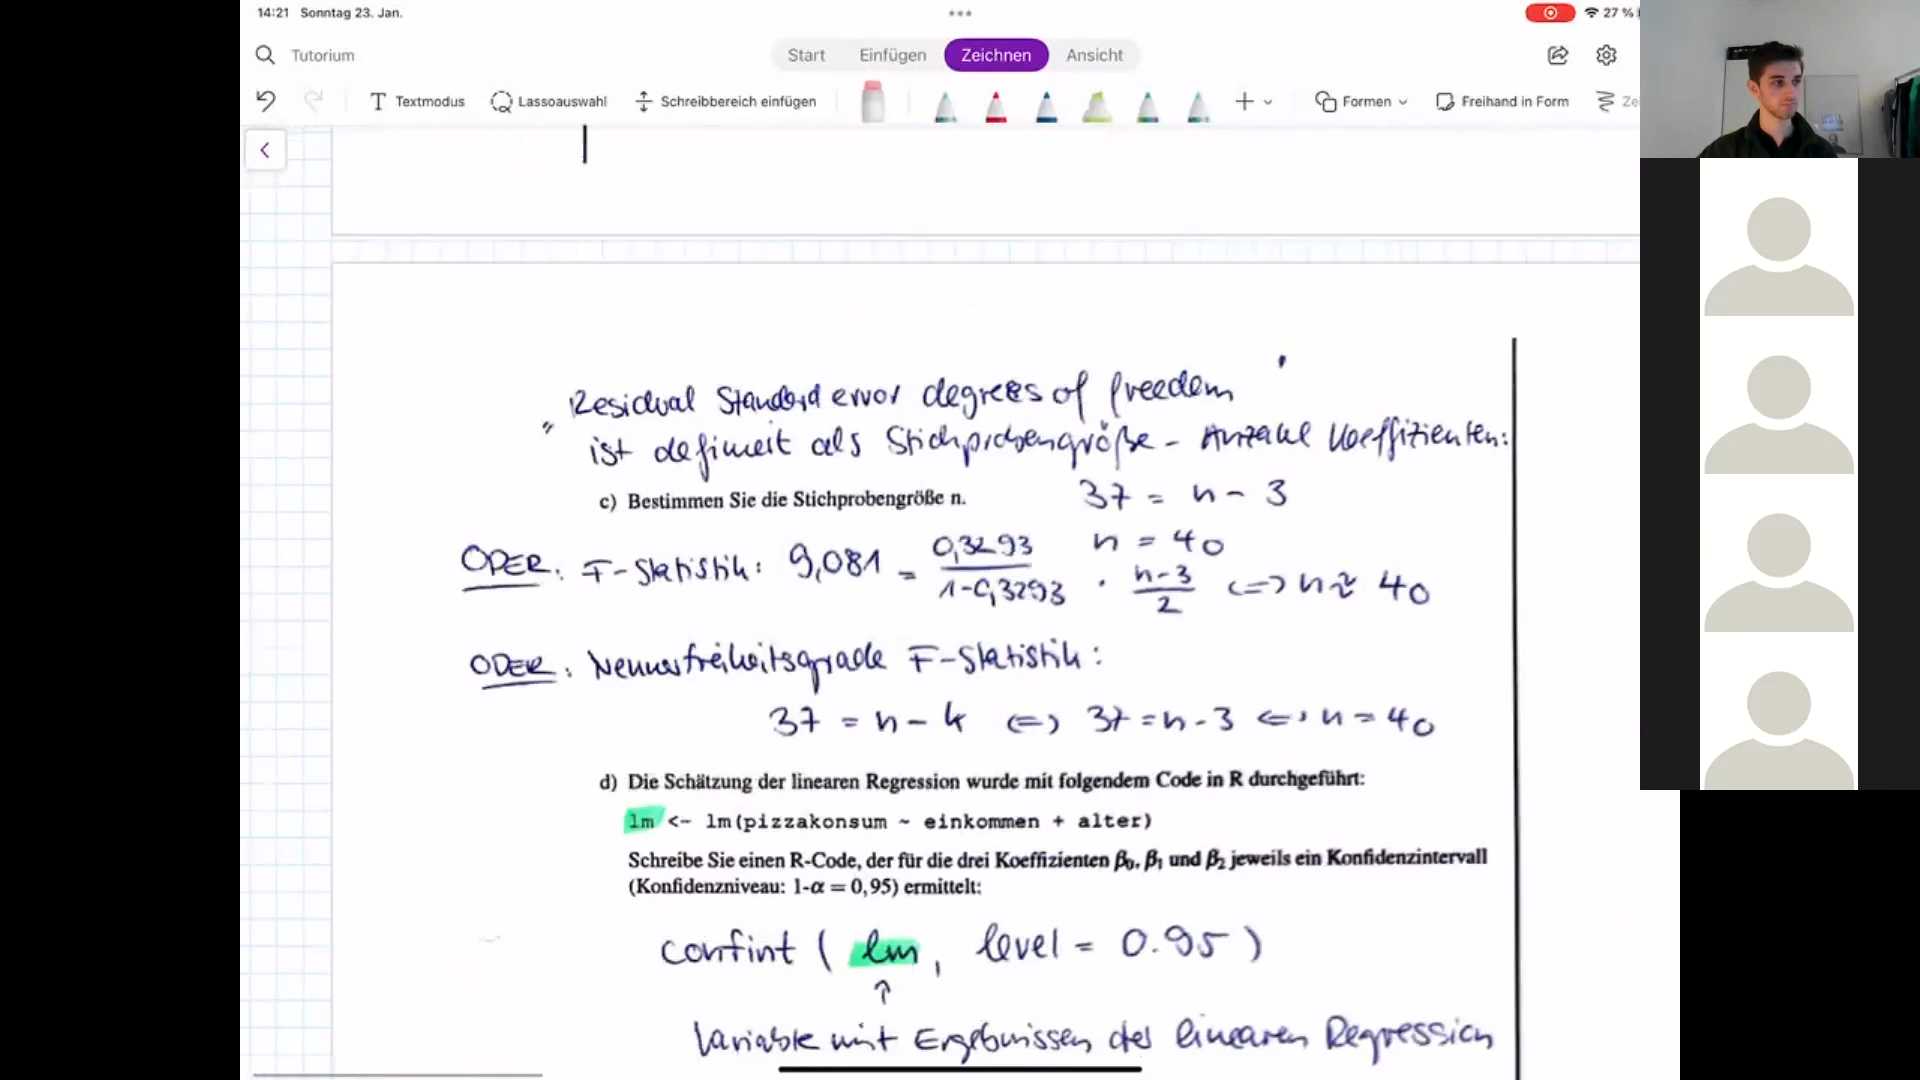 14:21 Sonntag 23. Jan.
27 %
Tutorium
Start Einfügen Zeichnen Ansicht
Textmodus Lassoauswahl Schreibbereich einfügen Formen Freihand in Form Ze
Residual Standard error degrees of freedom "
" ist definiert als Stichprobengröße - Anzahl Koeffizienten:
c) Bestimmen Sie die Stichprobengröße n. 37 = n - 3
n = 40
ODER: F-Statistik: 9,081 = 0,3293 / 1-0,3293 · n-3 / 2 <=> n ≈ 40
ODER: Nennerfreiheitsgrade F-Statistik:
37 = n - k <=> 37 = n - 3 <=> n = 40
d) Die Schätzung der linearen Regression wurde mit folgendem Code in R durchgeführt:
lm <- lm(pizzakonsum ~ einkommen + alter)
Schreibe Sie einen R-Code, der für die drei Koeffizienten β₀, β₁ und β₂ jeweils ein Konfidenzintervall
(Konfidenzniveau: 1-α = 0,95) ermittelt:
confint ( lm, level = 0.95 )
↑
Variable mit Ergebnissen der linearen Regression